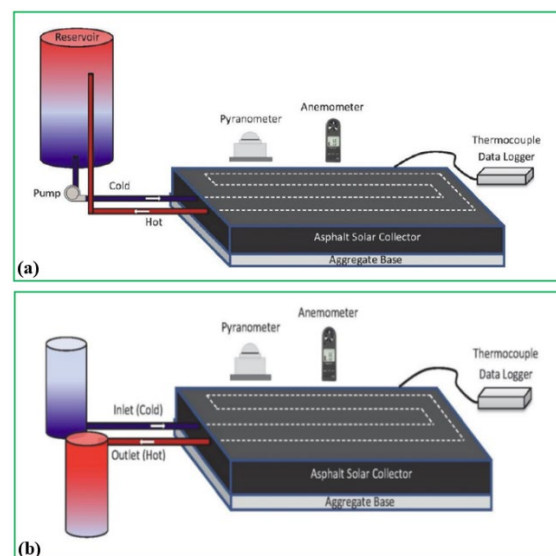 Reservoir
Pyranometer
Anemometer
Thermocouple
Data Logger
Pump
Cold
Hot
Asphalt Solar Collector
Aggregate Base
(a)
Anemometer
Pyranometer
Thermocouple
Data Logger
Inlet (Cold)
Outlet (Hot)
Asphalt Solar Collector
Aggregate Base
(b)